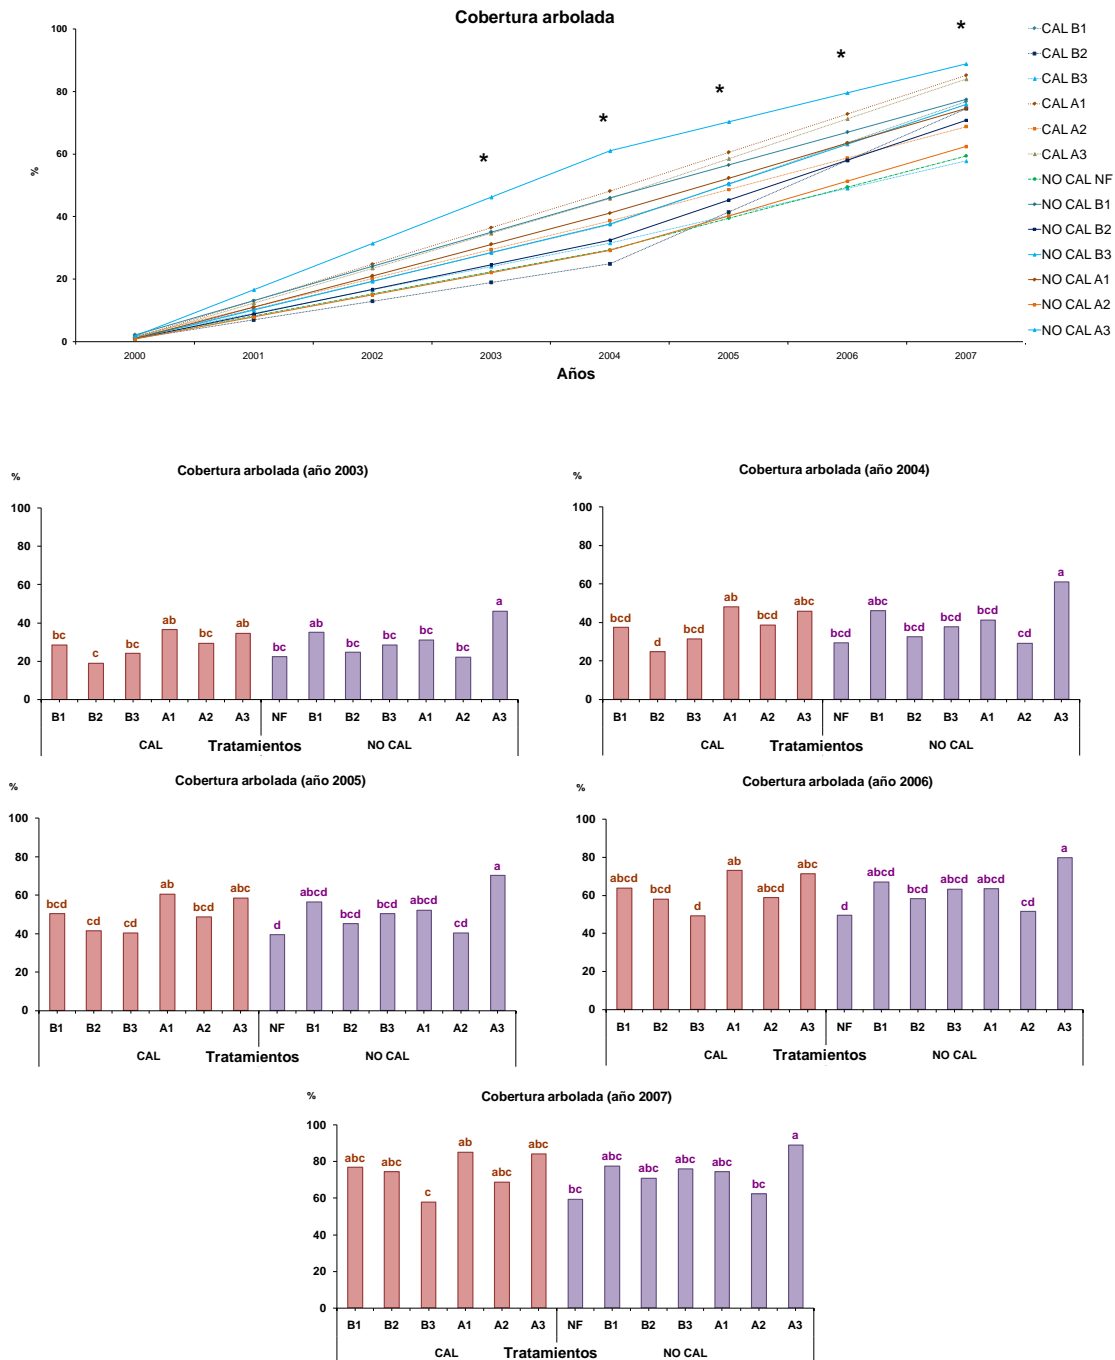 Cobertura arbolada
100
80
60
40
20
0
%
* * * * *
2000 2001 2002 2003 2004 2005 2006 2007
Años
CAL B1
CAL B2
CAL B3
CAL A1
CAL A2
CAL A3
NO CAL NF
NO CAL B1
NO CAL B2
NO CAL B3
NO CAL A1
NO CAL A2
NO CAL A3
Cobertura arbolada (año 2003)
%
100
80
60
40
20
0
bc c bc ab bc ab bc ab bc bc bc bc a
B1 B2 B3 A1 A2 A3 NF B1 B2 B3 A1 A2 A3
CAL Tratamientos NO CAL
Cobertura arbolada (año 2004)
%
100
80
60
40
20
0
bcd d bcd ab bcd abc bcd abc bcd bcd bcd cd a
B1 B2 B3 A1 A2 A3 NF B1 B2 B3 A1 A2 A3
CAL Tratamientos NO CAL
Cobertura arbolada (año 2005)
%
100
80
60
40
20
0
bcd cd cd ab bcd abc d abcd bcd bcd abcd cd a
B1 B2 B3 A1 A2 A3 NF B1 B2 B3 A1 A2 A3
CAL Tratamientos NO CAL
Cobertura arbolada (año 2006)
%
100
80
60
40
20
0
abcd bcd d ab abcd abc d abcd bcd abcd abcd cd a
B1 B2 B3 A1 A2 A3 NF B1 B2 B3 A1 A2 A3
CAL Tratamientos NO CAL
Cobertura arbolada (año 2007)
%
100
80
60
40
20
0
abc abc c ab abc abc bc abc abc abc abc bc a
B1 B2 B3 A1 A2 A3 NF B1 B2 B3 A1 A2 A3
CAL Tratamientos NO CAL